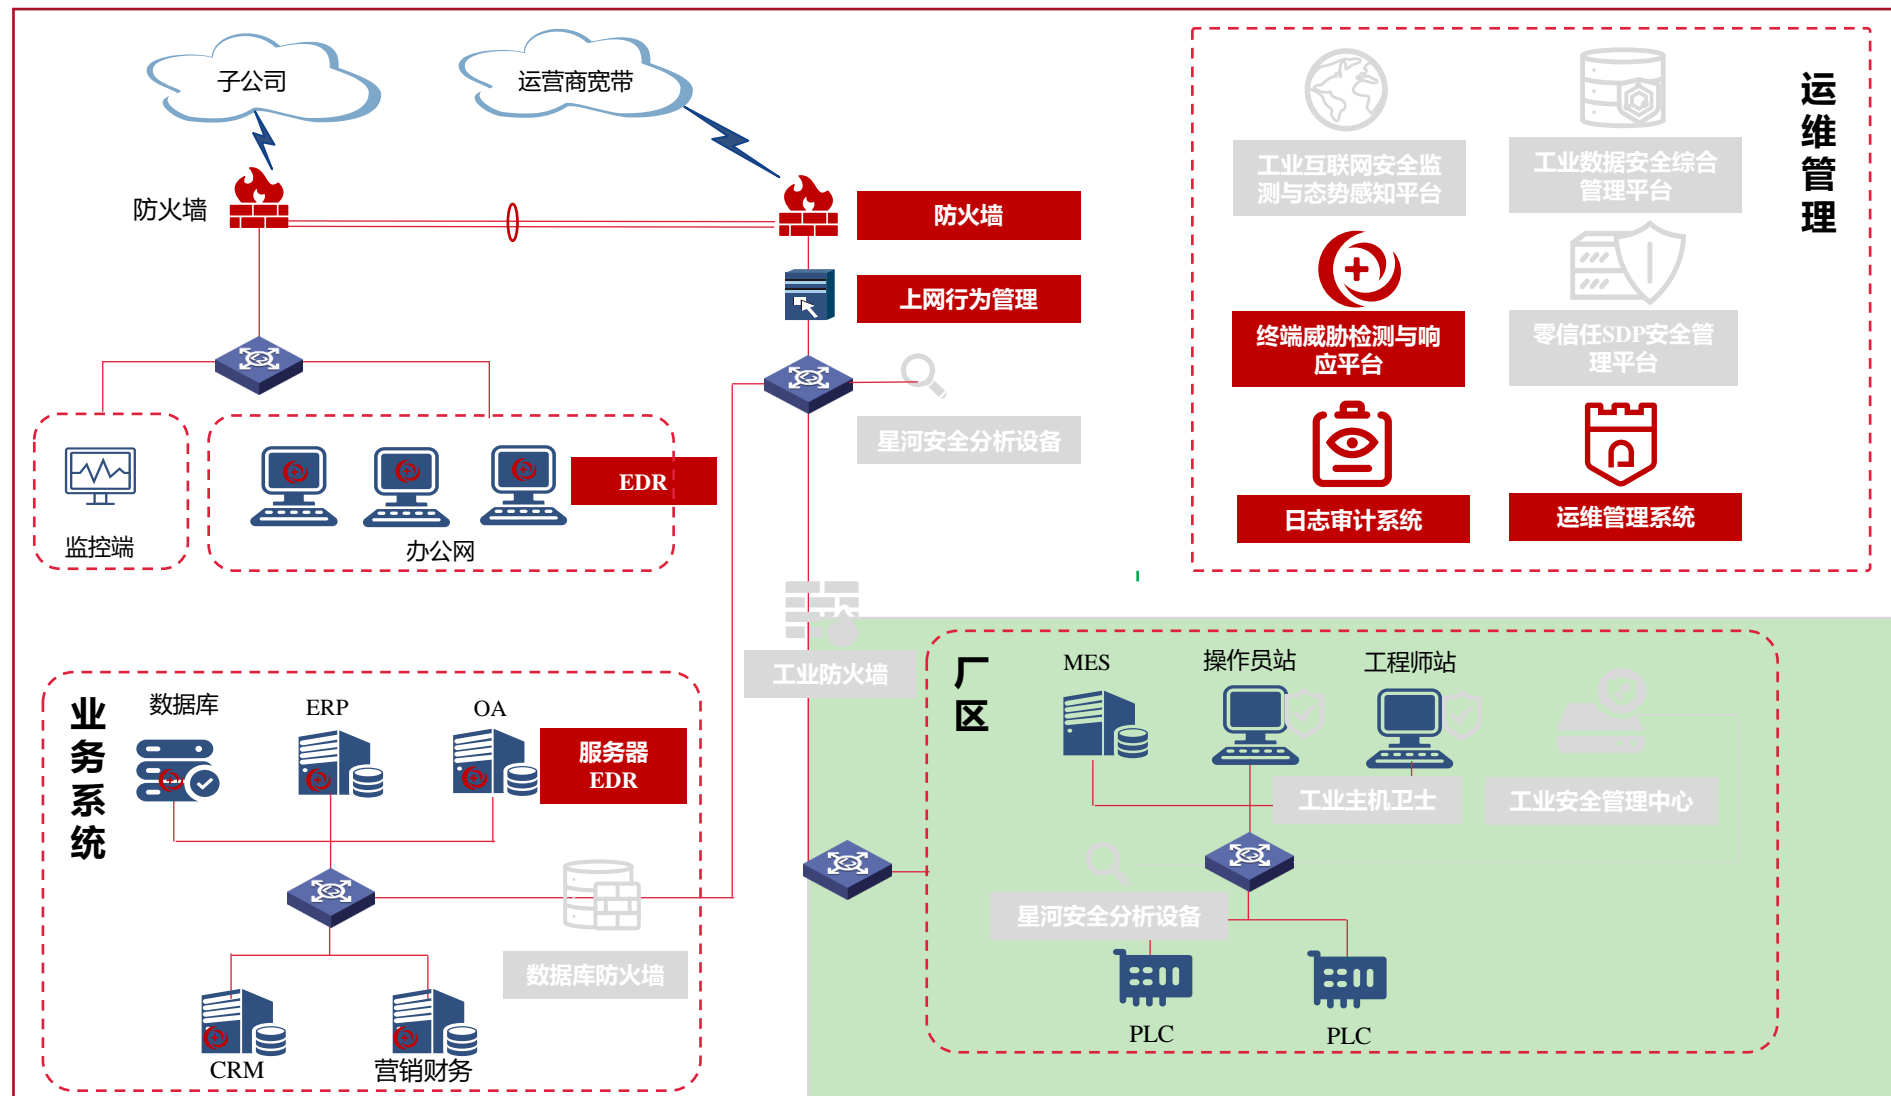 子公司
运营商宽带
防火墙
防火墙
上网行为管理
星河安全分析设备
监控端
办公网
EDR
运维管理
工业互联网安全监
测与态势感知平台
工业数据安全综合
管理平台
终端威胁检测与响
应平台
零信任SDP安全管
理平台
日志审计系统
运维管理系统
业务系统
数据库
ERP
OA
服务器
EDR
数据库防火墙
CRM
营销财务
工业防火墙
厂区
MES
操作员站
工程师站
工业主机卫士
工业安全管理中心
星河安全分析设备
PLC
PLC